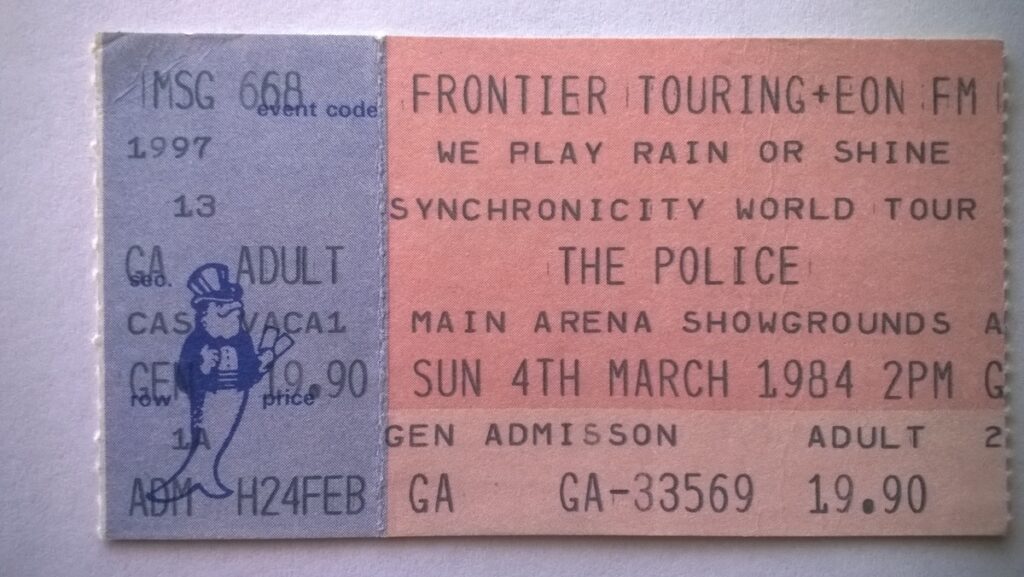 MSG 668
event code
1997
13
GA ADULT
sec.
CAS VACA1
GEN 19.90
row price
1A
ADM H24FEB
FRONTIER TOURING+EON FM
WE PLAY RAIN OR SHINE
SYNCHRONICITY WORLD TOUR
THE POLICE
MAIN ARENA SHOWGROUNDS A
SUN 4TH MARCH 1984 2PM G
GEN ADMISSON ADULT 2
GA GA-33569 19.90